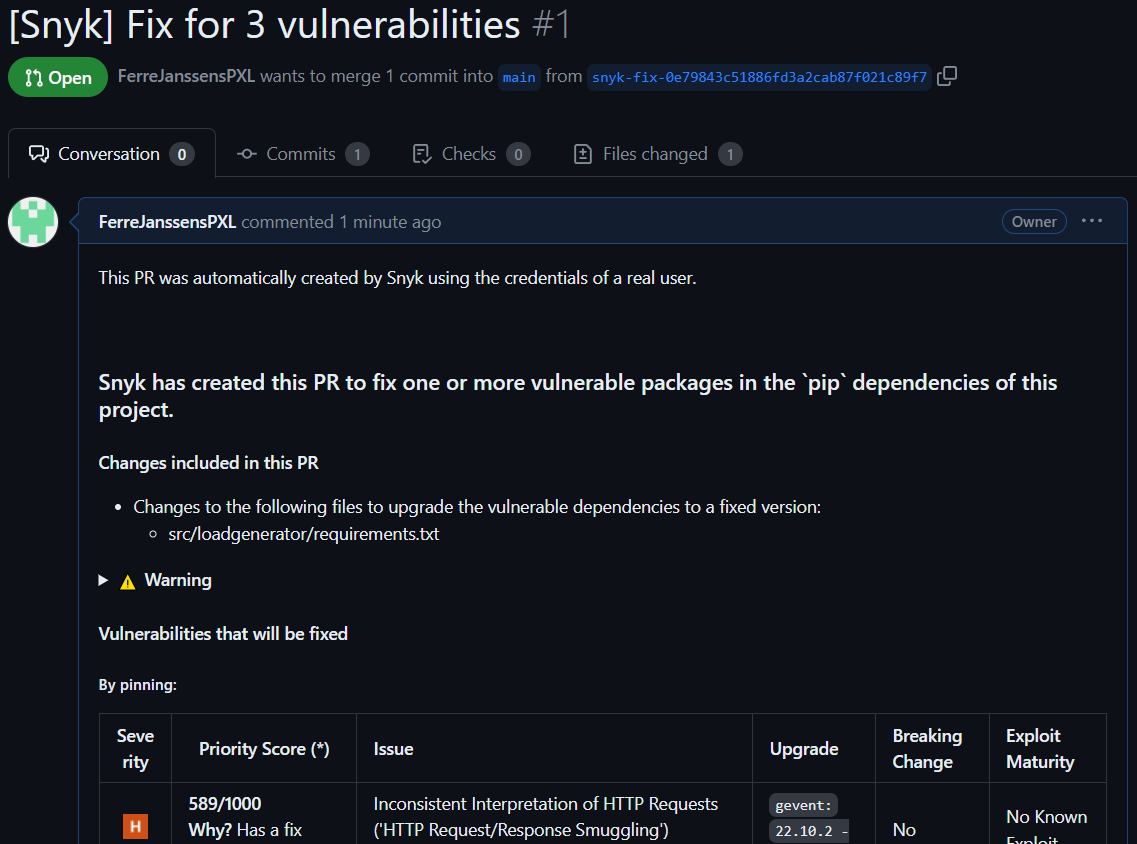 [Snyk] Fix for 3 vulnerabilities #1
Open FerreJanssensPXL wants to merge 1 commit into main from snyk-fix-0e79843c51886fd3a2cab87f021c89f7
Conversation 0 Commits 1 Checks 0 Files changed 1
FerreJanssensPXL commented 1 minute ago Owner ...
This PR was automatically created by Snyk using the credentials of a real user.
Snyk has created this PR to fix one or more vulnerable packages in the `pip` dependencies of this
project.
Changes included in this PR
• Changes to the following files to upgrade the vulnerable dependencies to a fixed version:
◦ src/loadgenerator/requirements.txt
Warning
Vulnerabilities that will be fixed
By pinning:
Seve
rity
Priority Score (*)
Issue
Upgrade
Breaking
Change
Exploit
Maturity
H
589/1000
Why? Has a fix
Inconsistent Interpretation of HTTP Requests
('HTTP Request/Response Smuggling')
gevent:
22.10.2 -
No
No Known
Exploit